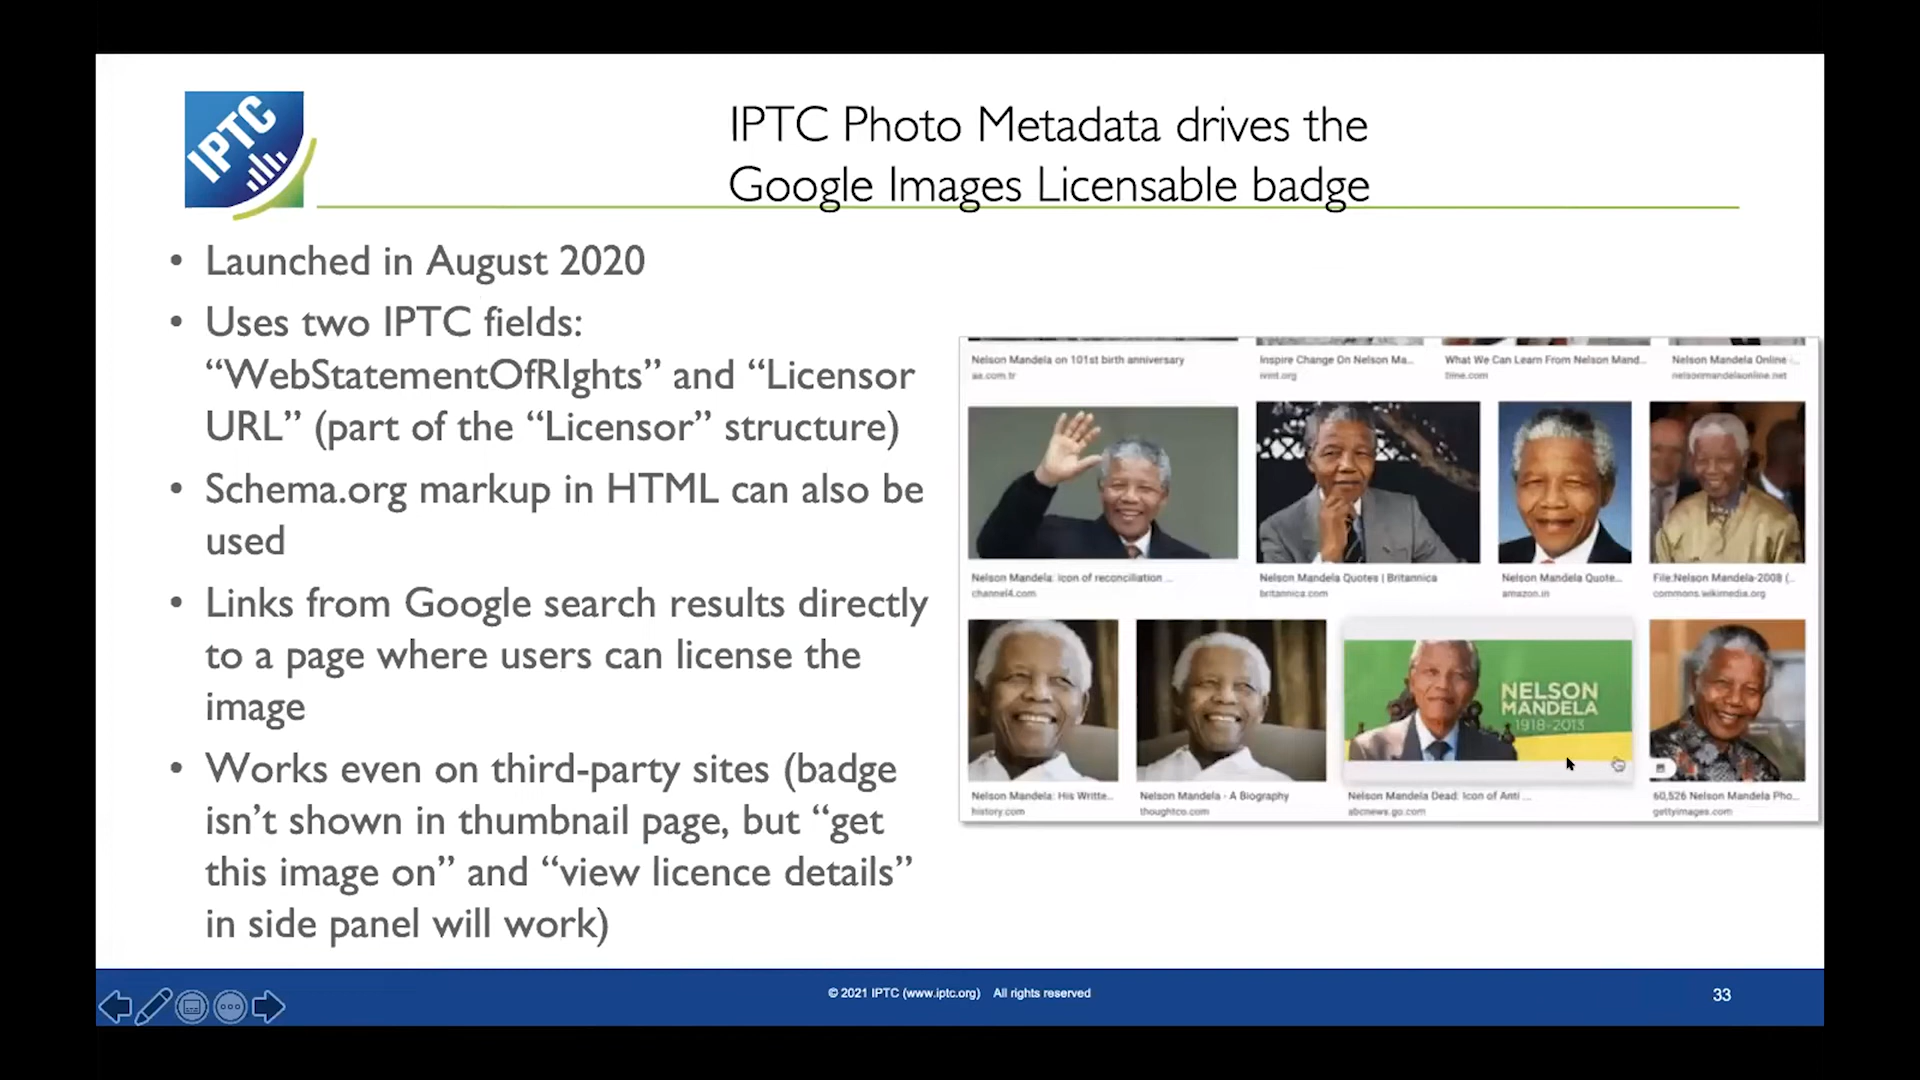 IPTC
IPTC Photo Metadata drives the
Google Images Licensable badge
• Launched in August 2020
• Uses two IPTC fields:
“WebStatementOfRIghts” and “Licensor
URL” (part of the “Licensor” structure)
• Schema.org markup in HTML can also be
used
• Links from Google search results directly
to a page where users can license the
image
• Works even on third-party sites (badge
isn’t shown in thumbnail page, but “get
this image on” and “view licence details”
in side panel will work)
Nelson Mandela on 101st birth anniversary
aa.com.tr
Inspire Change On Nelson Ma...
What We Can Learn From Nelson Mand...
time.com
Nelson Mandela Online -...
nelsonmandelaonline.net
Nelson Mandela: icon of reconciliation ...
channel4.com
Nelson Mandela Quotes | Britannica
britannica.com
Nelson Mandela Quote...
amazon.in
File:Nelson Mandela-2008 (...
commons.wikimedia.org
NELSON
MANDELA
1918-2013
Nelson Mandela: His Writte...
history.com
Nelson Mandela - A Biography
thoughtco.com
Nelson Mandela Dead: Icon of Anti ...
abcnews.go.com
60,526 Nelson Mandela Pho...
gettyimages.com
© 2021 IPTC (www.iptc.org) All rights reserved
33